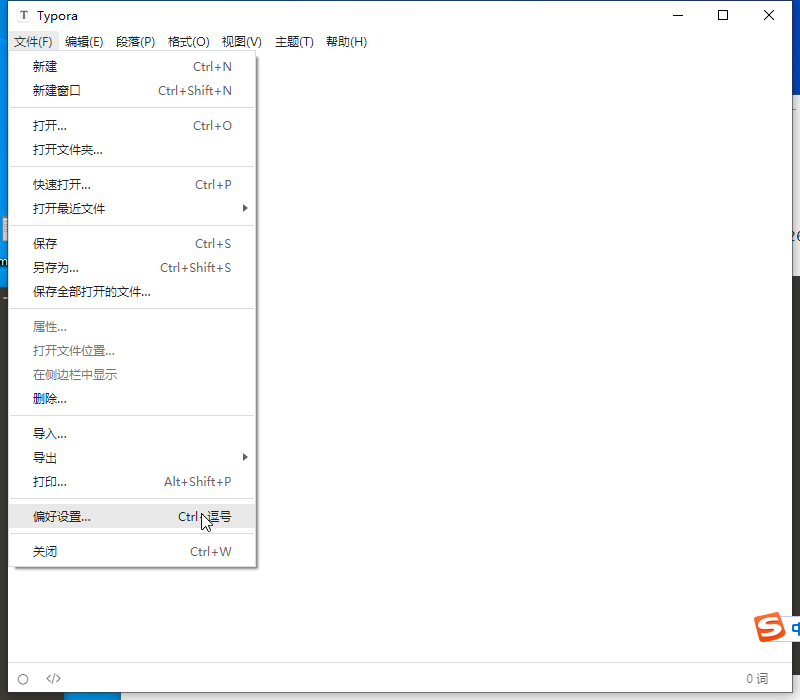 T Typora
文件(F) 编辑(E) 段落(P) 格式(O) 视图(V) 主题(T) 帮助(H)
新建 Ctrl+N
新建窗口 Ctrl+Shift+N
打开... Ctrl+O
打开文件夹...
快速打开... Ctrl+P
打开最近文件
保存 Ctrl+S
另存为... Ctrl+Shift+S
保存全部打开的文件...
属性...
打开文件位置...
在侧边栏中显示
删除...
导入...
导出
打印... Alt+Shift+P
偏好设置... Ctrl+逗号
关闭 Ctrl+W
S
</> 0 词